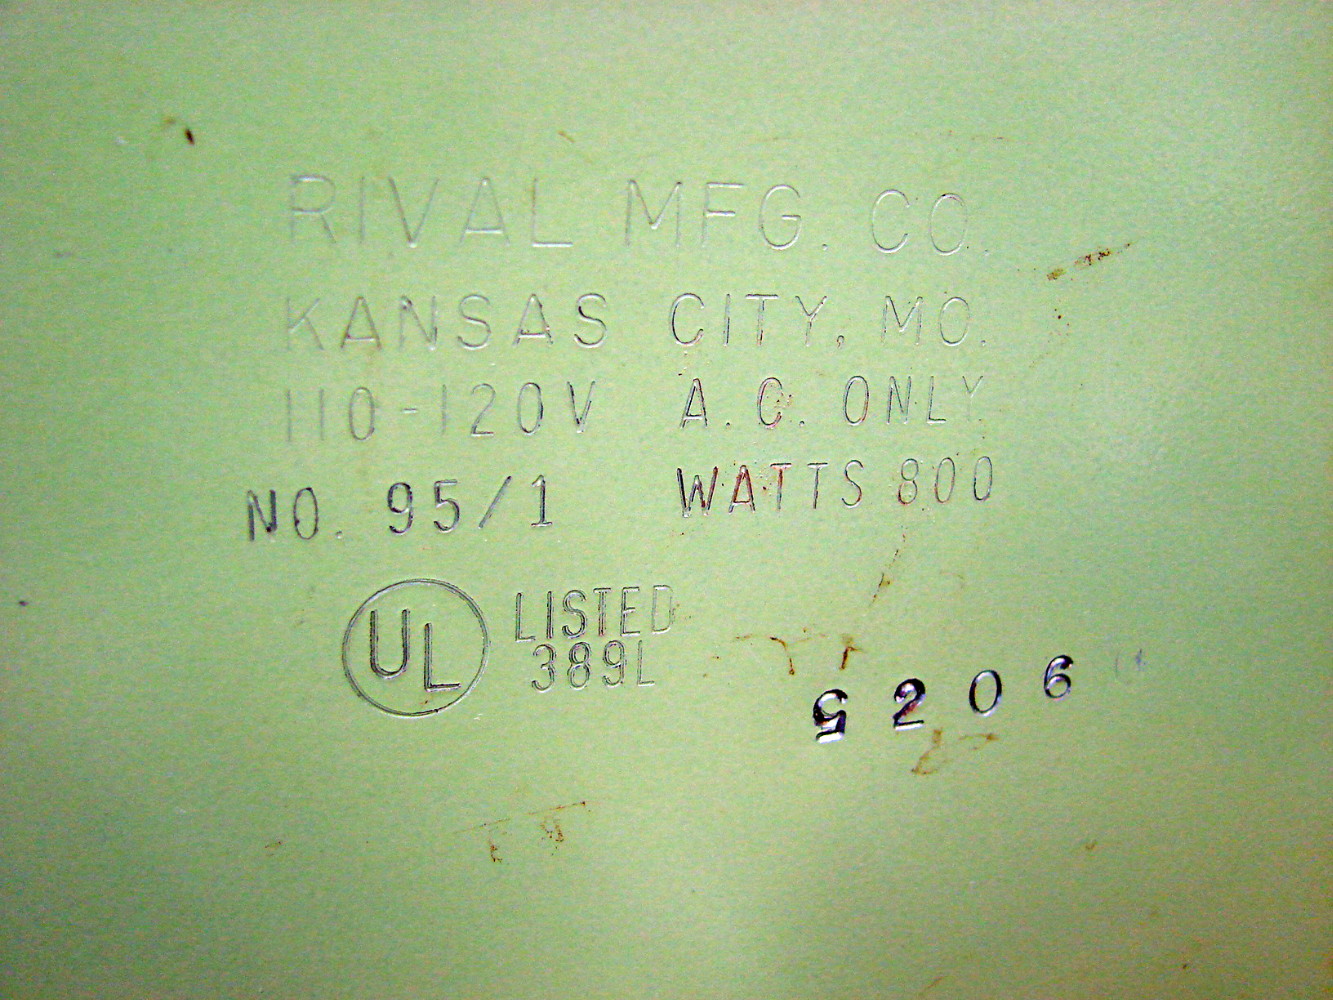 RIVAL MFG. CO.
KANSAS CITY, MO.
110-120V A.C. ONLY
NO. 95/1 WATTS 800
UL LISTED
389L
5206